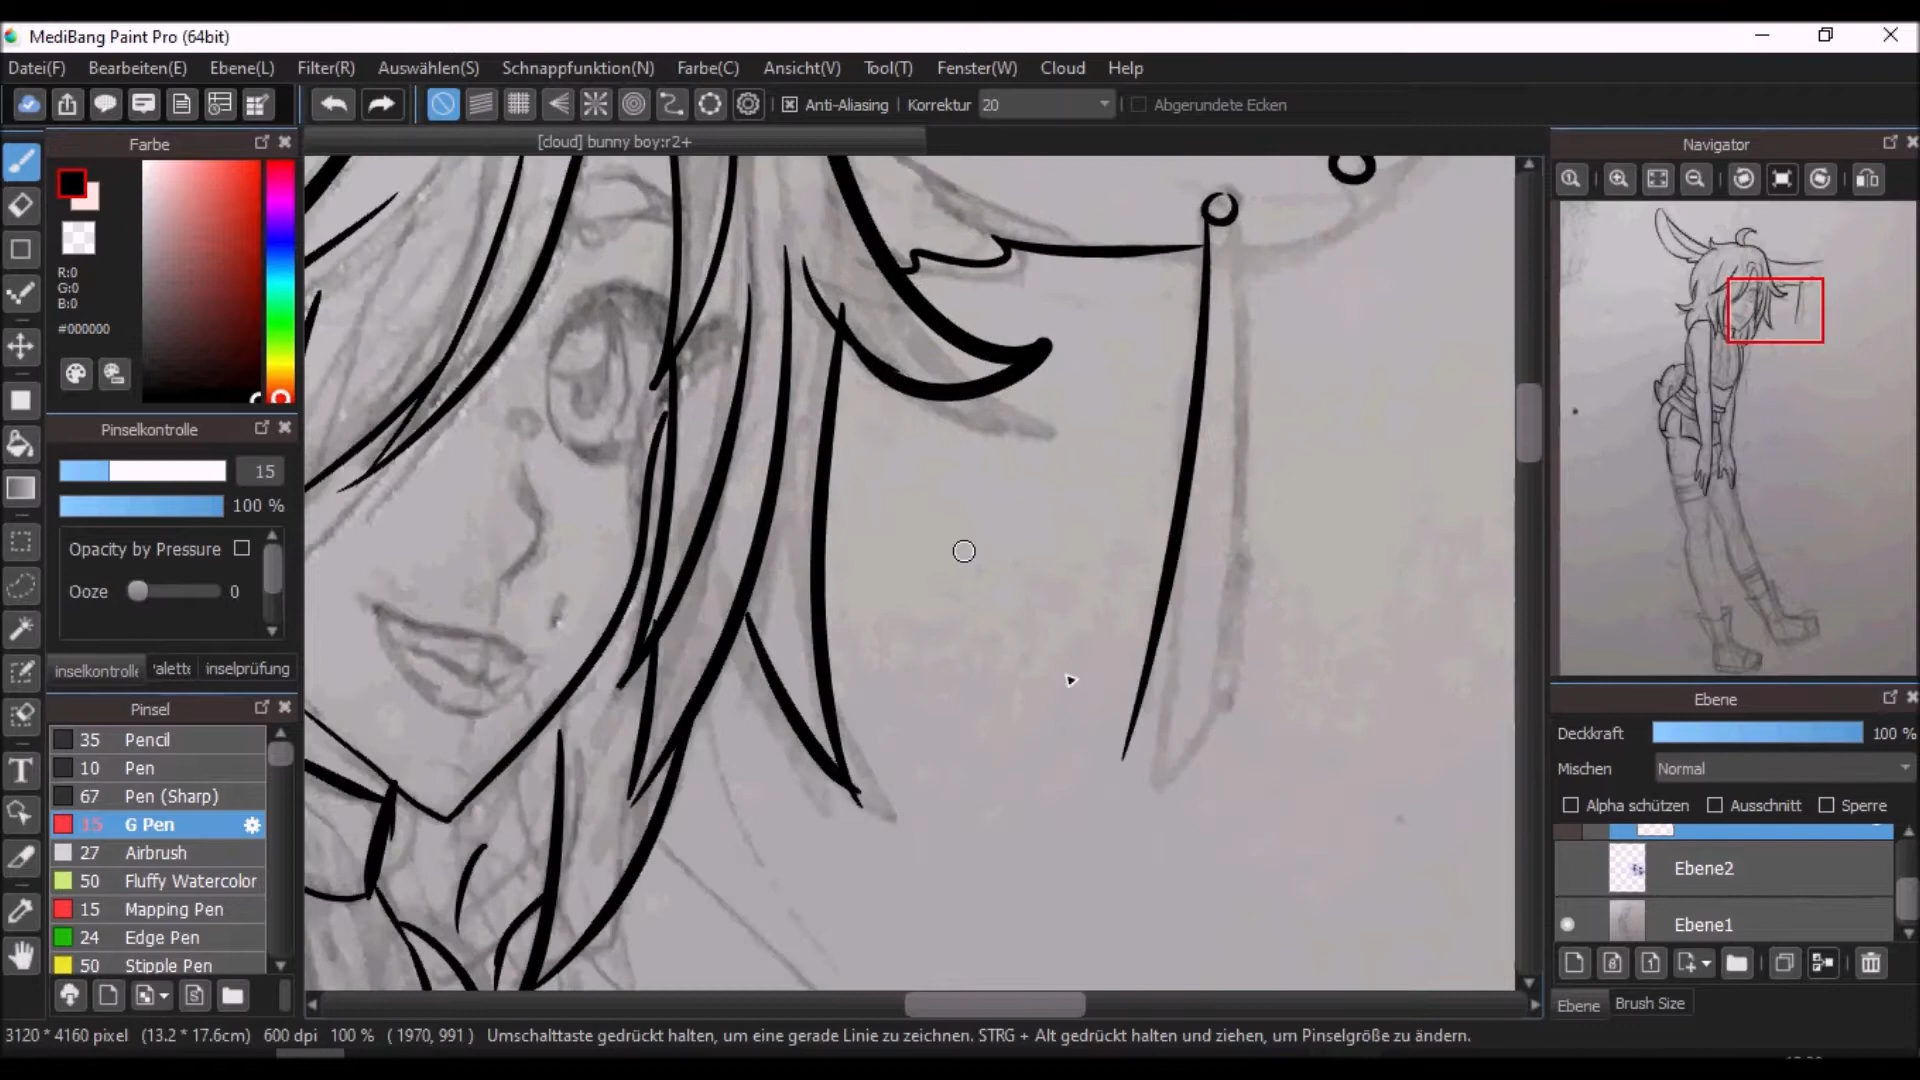 MediBang Paint Pro (64bit)
Datei(F) Bearbeiten(E) Ebene(L) Filter(R) Auswählen(S) Schnappfunktion(N) Farbe(C) Ansicht(V) Tool(T) Fenster(W) Cloud Help
Anti-Aliasing Korrektur 20 Abgerundete Ecken
Farbe
[cloud] bunny boy:r2+
Navigator
R:0
G:0
B:0
#000000
Pinselkontrolle
15
100 %
Opacity by Pressure
Ooze 0
inselkontrolle 'alette inselprüfung
Pinsel
35 Pencil
10 Pen
67 Pen (Sharp)
15 G Pen
27 Airbrush
50 Fluffy Watercolor
15 Mapping Pen
24 Edge Pen
50 Stipple Pen
Ebene
Deckkraft 100 %
Mischen Normal
Alpha schützen Ausschnitt Sperre
Ebene2
Ebene1
Ebene Brush Size
3120 * 4160 pixel (13.2 * 17.6cm) 600 dpi 100 % ( 1970, 991 ) Umschalttaste gedrückt halten, um eine gerade Linie zu zeichnen. STRG + Alt gedrückt halten und ziehen, um Pinselgröße zu ändern.